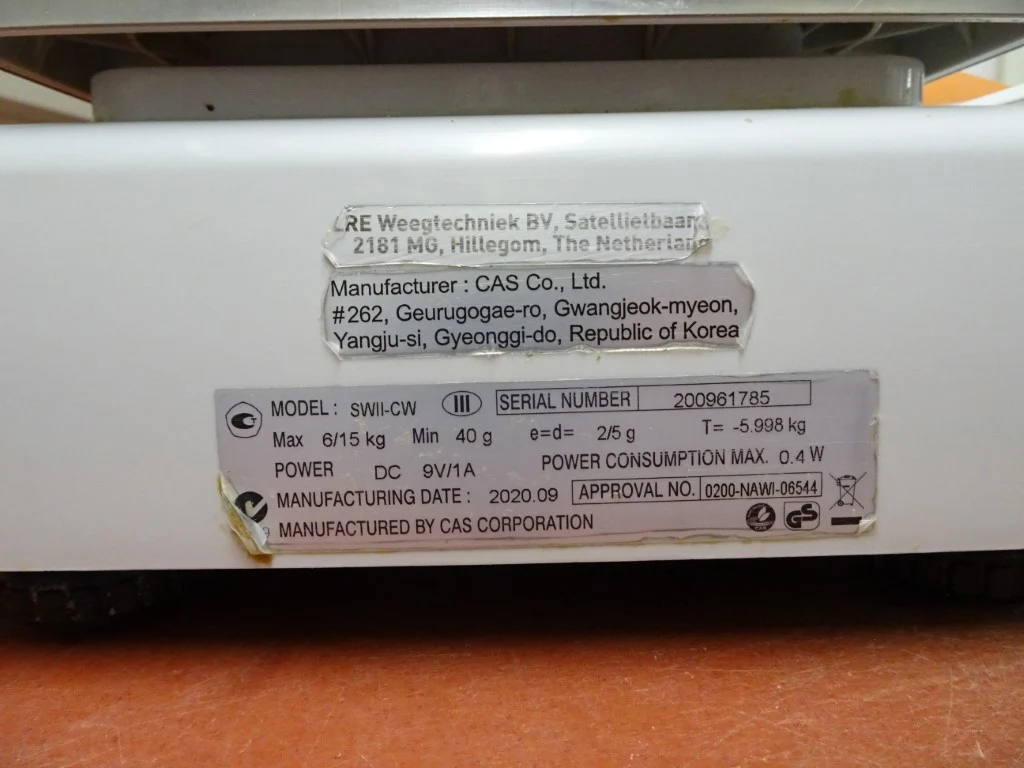 RE Weegtechniek BV, Satellietbaan
2181 MG, Hillegom, The Netherlan
Manufacturer : CAS Co., Ltd.
#262, Geurugogae-ro, Gwangjeok-myeon,
Yangju-si, Gyeonggi-do, Republic of Korea
MODEL : SWII-CW III SERIAL NUMBER 200961785
Max 6/15 kg Min 40 g e=d= 2/5 g T= -5.998 kg
POWER DC 9V/1A POWER CONSUMPTION MAX. 0.4 W
MANUFACTURING DATE : 2020.09 APPROVAL NO. 0200-NAWI-06544
9 MANUFACTURED BY CAS CORPORATION GS